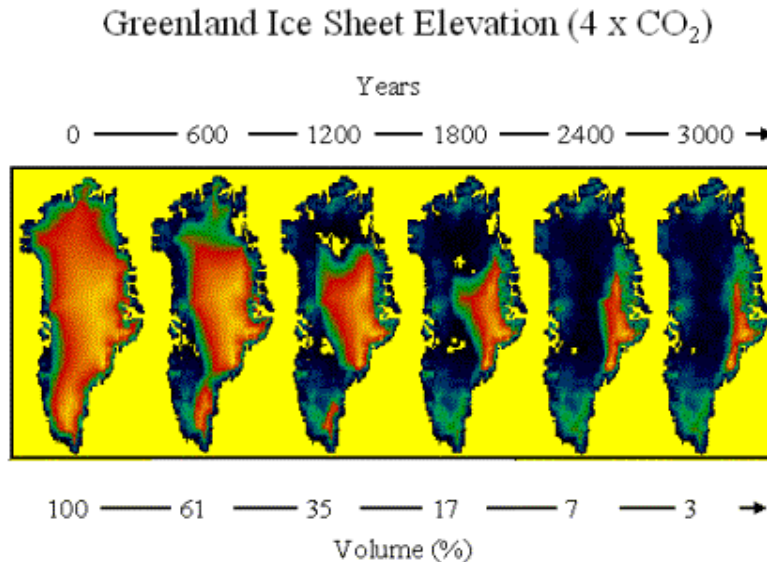 Greenland Ice Sheet Elevation (4 x CO₂)
Years
0 600 1200 1800 2400 3000
100 61 35 17 7 3
Volume (%)